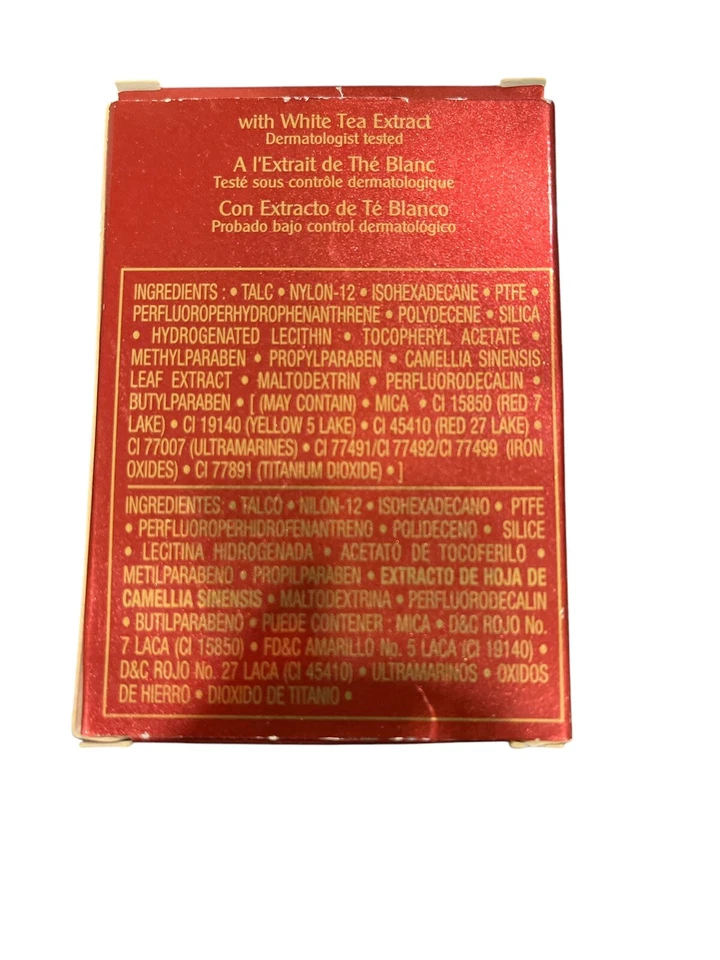 with White Tea Extract
Dermatologist tested
A l'Extrait de Thé Blanc
Testé sous contrôle dermatologique
Con Extracto de Té Blanco
Probado bajo control dermatológico
INGREDIENTS : • TALC • NYLON-12 • ISOHEXADECANE • PTFE •
PERFLUOROPERHYDROPHENANTHRENE • POLYDECENE • SILICA
• HYDROGENATED LECITHIN • TOCOPHERYL ACETATE •
METHYLPARABEN • PROPYLPARABEN • CAMELLIA SINENSIS
LEAF EXTRACT • MALTODEXTRIN • PERFLUORODECALIN •
BUTYLPARABEN • [ (MAY CONTAIN) • MICA • CI 15850 (RED 7
LAKE) • CI 19140 (YELLOW 5 LAKE) • CI 45410 (RED 27 LAKE) •
CI 77007 (ULTRAMARINES) • CI 77491/CI 77492/CI 77499 (IRON
OXIDES) • CI 77891 (TITANIUM DIOXIDE) • ]
INGREDIENTES: • TALCO • NILON-12 • ISOHEXADECANO • PTFE
• PERFLUOROPERHIDROFENANTRENO • POLIDECENO • SILICE
• LECITINA HIDROGENADA • ACETATO DE TOCOFERILO •
METILPARABENO • PROPILPARABEN • EXTRACTO DE HOJA DE
CAMELLIA SINENSIS • MALTODEXTRINA • PERFLUORODECALIN
• BUTILPARABENO • PUEDE CONTENER : MICA • D&C ROJO No.
7 LACA (CI 15850) • FD&C AMARILLO No. 5 LACA (CI 19140) •
D&C ROJO No. 27 LACA (CI 45410) • ULTRAMARINOS • OXIDOS
DE HIERRO • DIOXIDO DE TITANIO •